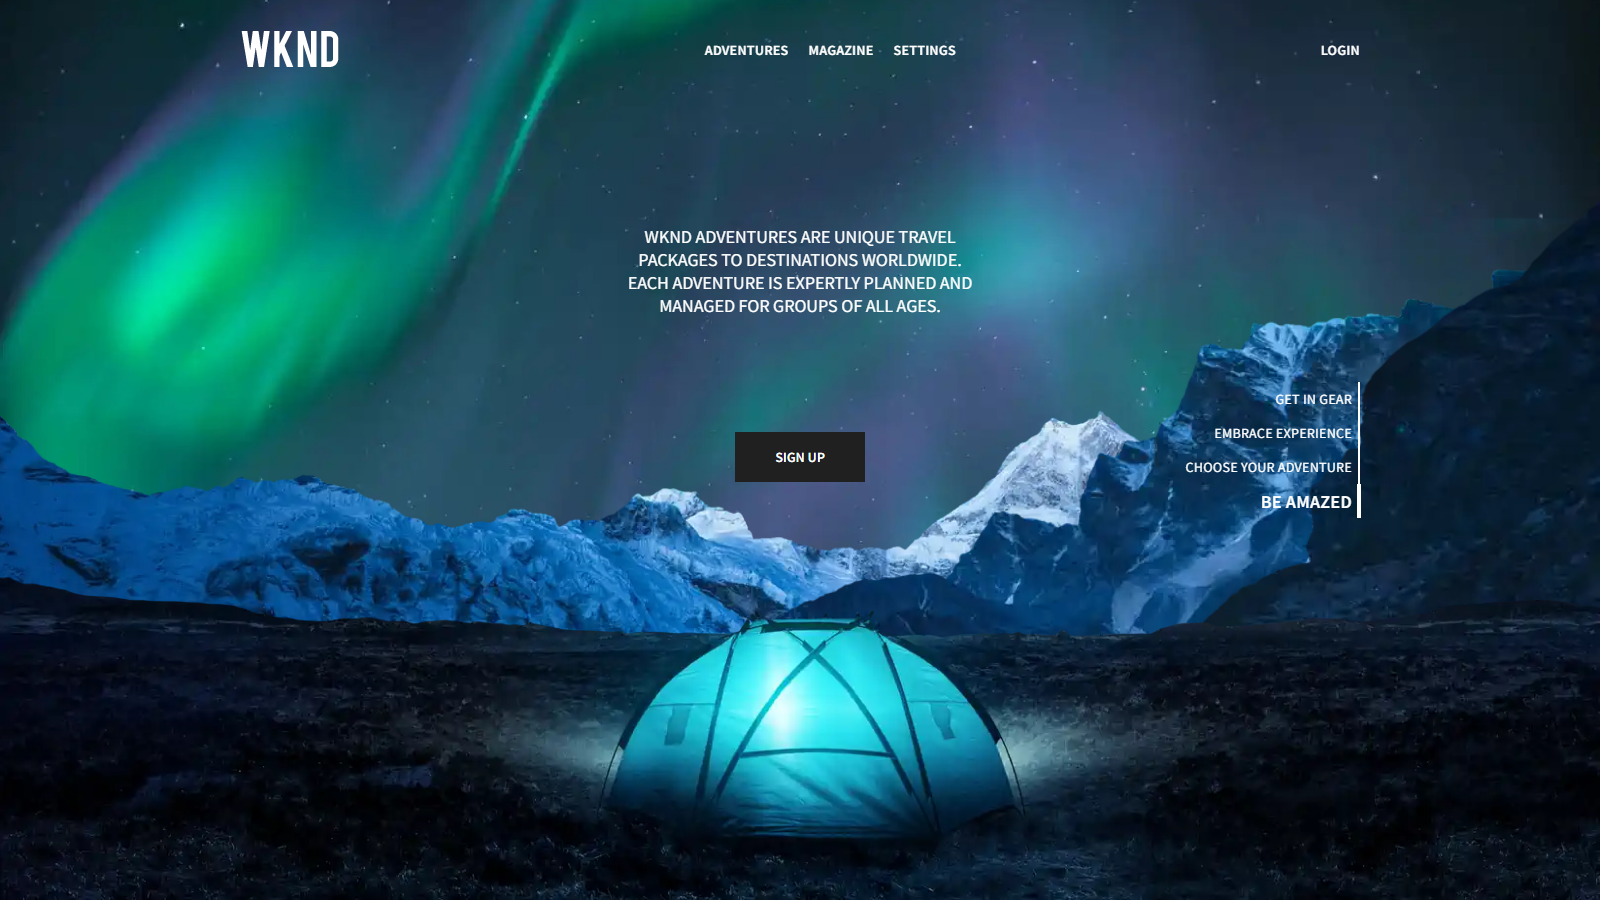 WKND
ADVENTURES
MAGAZINE
SETTINGS
LOGIN
WKND ADVENTURES ARE UNIQUE TRAVEL
PACKAGES TO DESTINATIONS WORLDWIDE.
EACH ADVENTURE IS EXPERTLY PLANNED AND
MANAGED FOR GROUPS OF ALL AGES.
SIGN UP
GET IN GEAR
EMBRACE EXPERIENCE
CHOOSE YOUR ADVENTURE
BE AMAZED